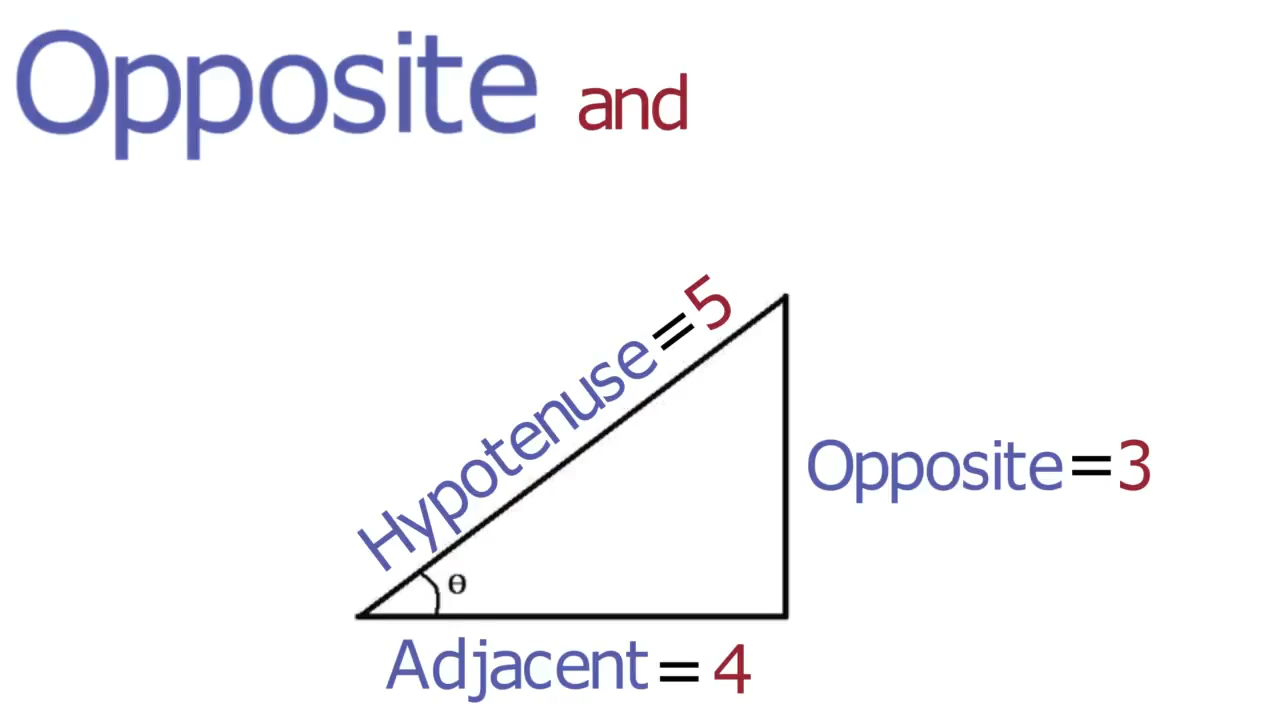 Opposite and
Hypotenuse=5
θ
Opposite=3
Adjacent=4